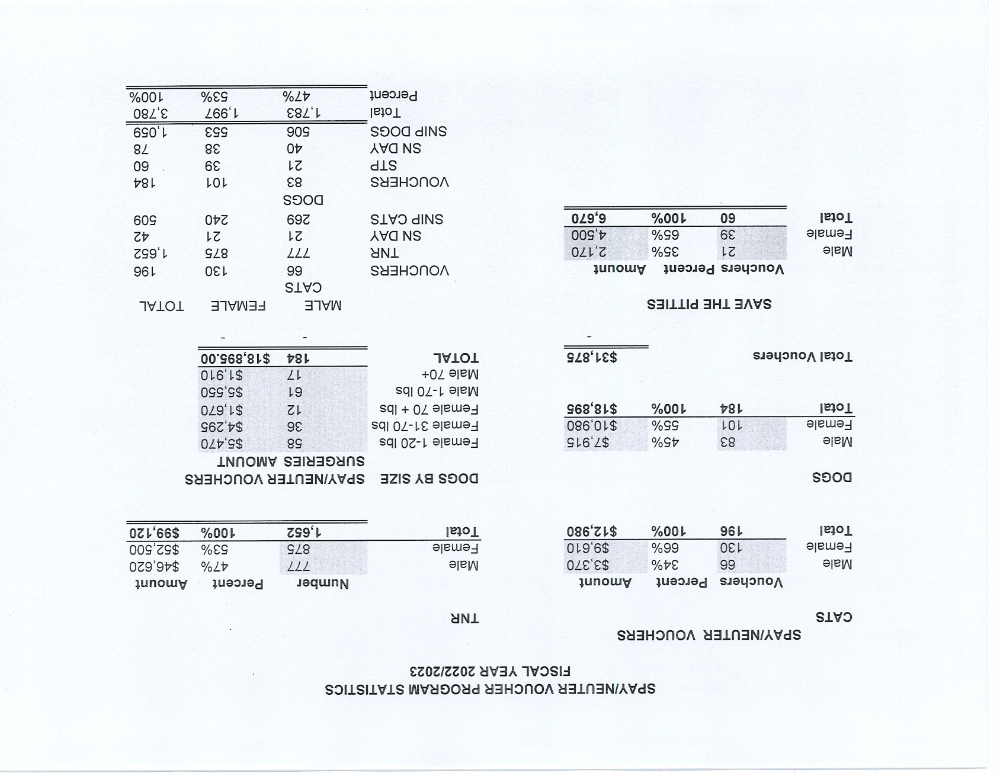 SPAY/NEUTER VOUCHER PROGRAM STATISTICS
FISCAL YEAR 2022/2023
SPAY/NEUTER VOUCHERS
CATS
Vouchers Percent Amount
Male 66 34% $3,370
Female 130 66% $9,610
Total 196 100% $12,980
DOGS
Male 83 45% $7,915
Female 101 55% $10,980
Total 184 100% $18,895
Total Vouchers $31,875
-
SAVE THE PITTIES
Vouchers Percent Amount
Male 21 35% 2,170
Female 39 65% 4,500
Total 60 100% 6,670
TNR
Number Percent Amount
Male 777 47% $46,620
Female 875 53% $52,500
Total 1,652 100% $99,120
DOGS BY SIZE SPAY/NEUTER VOUCHERS
SURGERIES AMOUNT
Female 1-20 lbs 58 $5,470
Female 31-70 lbs 36 $4,295
Female 70 + lbs 12 $1,670
Male 1-70 lbs 61 $5,550
Male 70+ 17 $1,910
TOTAL 184 $18,895.00
- -
MALE FEMALE TOTAL
CATS
VOUCHERS 66 130 196
TNR 777 875 1,652
SN DAY 21 21 42
SNIP CATS 269 240 509
DOGS
VOUCHERS 83 101 184
STP 21 39 60
SN DAY 40 38 78
SNIP DOGS 506 553 1,059
Total 1,783 1,997 3,780
Percent 47% 53% 100%